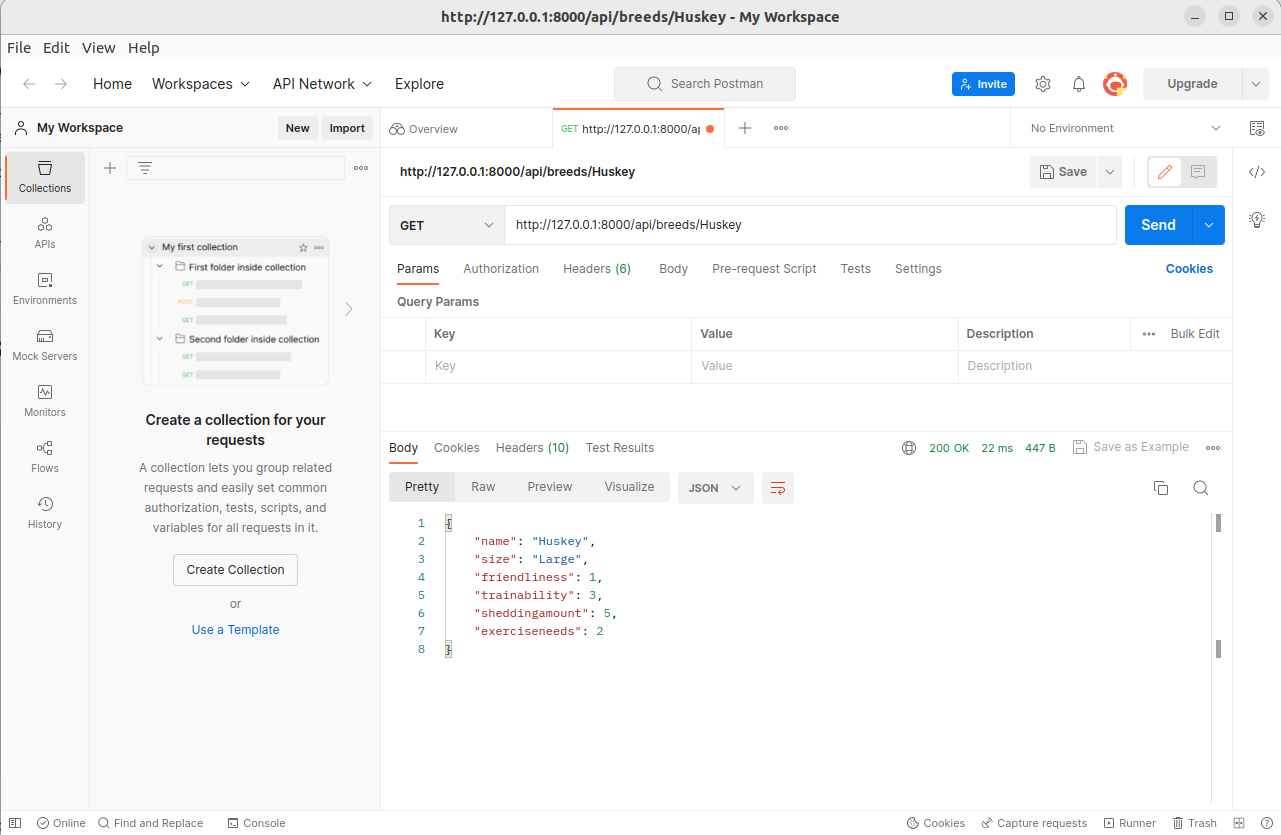 http://127.0.0.1:8000/api/breeds/Huskey - My Workspace
File Edit View Help
Home Workspaces API Network Explore Search Postman Invite Upgrade
My Workspace New Import Overview GET http://127.0.0.1:8000/ap No Environment
Collections
APIs
Environments
Mock Servers
Monitors
Flows
History
My first collection
First folder inside collection
GET
POST
GET
Second folder inside collection
GET
GET
Create a collection for your
requests
A collection lets you group related
requests and easily set common
authorization, tests, scripts, and
variables for all requests in it.
Create Collection
or
Use a Template
http://127.0.0.1:8000/api/breeds/Huskey Save
GET http://127.0.0.1:8000/api/breeds/Huskey Send
Params Authorization Headers (6) Body Pre-request Script Tests Settings Cookies
Query Params
Key Value Description Bulk Edit
Key Value Description
Body Cookies Headers (10) Test Results 200 OK 22 ms 447 B Save as Example
Pretty Raw Preview Visualize JSON
1 {
2 "name": "Huskey",
3 "size": "Large",
4 "friendliness": 1,
5 "trainability": 3,
6 "sheddingamount": 5,
7 "exerciseneeds": 2
8 }
Online Find and Replace Console Cookies Capture requests Runner Trash